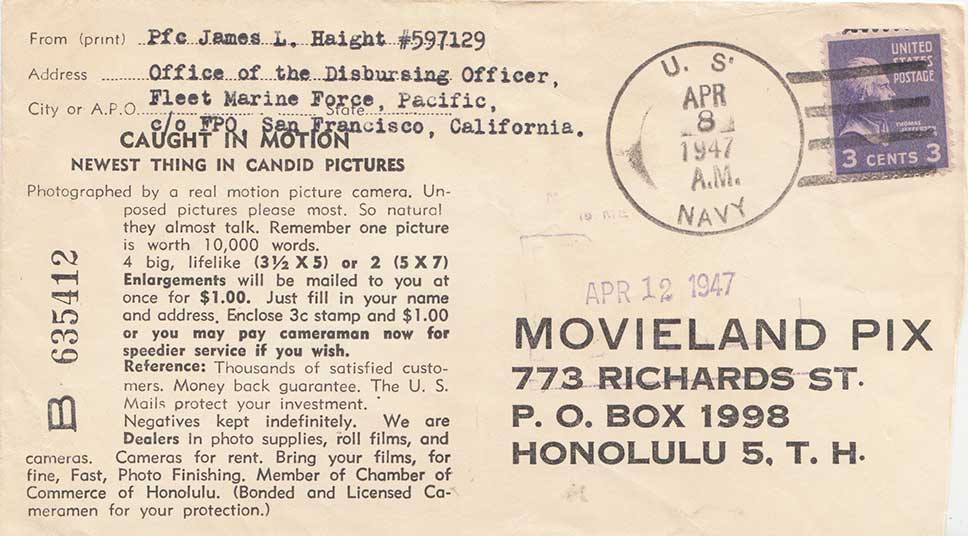 From (print) Pfc James L. Haight #597129
Address Office of the Disbursing Officer,
City or A.P.O. Fleet Marine Force, Pacific, State
c/o FPO, San Francisco, California.
CAUGHT IN MOTION
NEWEST THING IN CANDID PICTURES
Photographed by a real motion picture camera. Un-
posed pictures please most. So natural
they almost talk. Remember one picture
is worth 10,000 words.
4 big, lifelike (3½ X 5) or 2 (5 X 7)
Enlargements will be mailed to you at
once for $1.00. Just fill in your name
and address. Enclose 3c stamp and $1.00
or you may pay cameraman now for
speedier service if you wish.
Reference: Thousands of satisfied custo-
mers. Money back guarantee. The U. S.
Mails protect your investment.
Negatives kept indefinitely. We are
Dealers in photo supplies, roll films, and
cameras. Cameras for rent. Bring your films, for
fine, Fast, Photo Finishing. Member of Chamber of
Commerce of Honolulu. (Bonded and Licensed Ca-
meramen for your protection.)
B 635412
U. S.
APR
8
1947
A.M.
NAVY
UNITED
STATES
POSTAGE
THOMAS JEFFERSON
3 CENTS 3
APR 12 1947
MOVIELAND PIX
773 RICHARDS ST.
P. O. BOX 1998
HONOLULU 5, T. H.